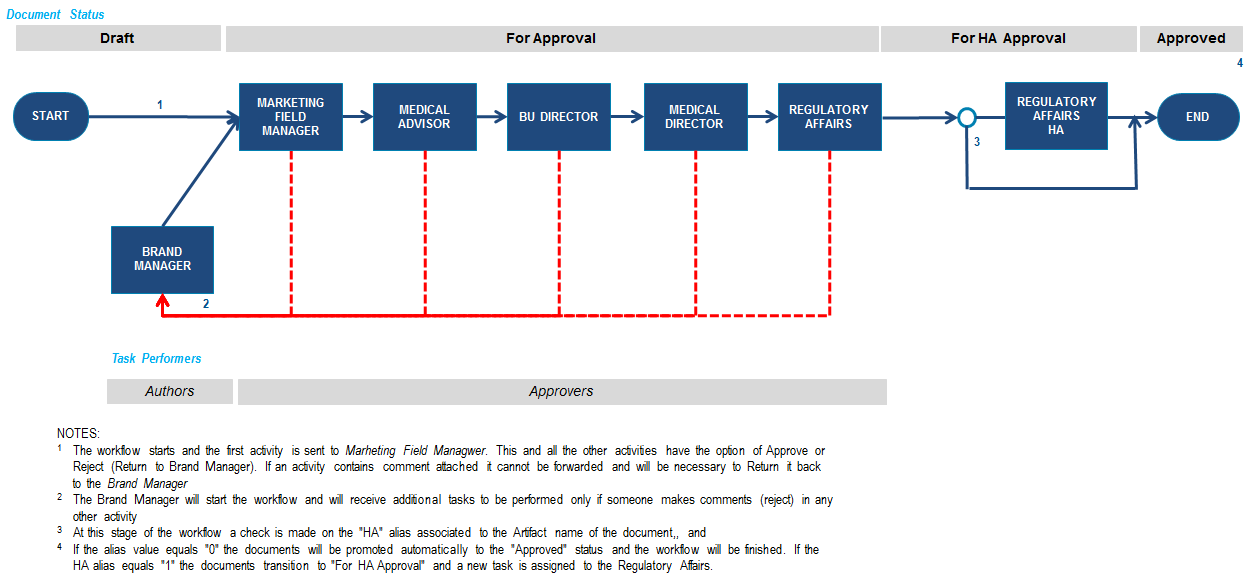 Document Status
Draft
For Approval
For HA Approval
Approved
4
START
1
MARKETING
FIELD
MANAGER
MEDICAL
ADVISOR
BU DIRECTOR
MEDICAL
DIRECTOR
REGULATORY
AFFAIRS
3
REGULATORY
AFFAIRS
HA
END
BRAND
MANAGER
2
Task Performers
Authors
Approvers
NOTES:
1 The workflow starts and the first activity is sent to Marheting Field Managwer. This and all the other activities have the option of Approve or
Reject (Return to Brand Manager). If an activity contains comment attached it cannot be forwarded and will be necessary to Return it back
to the Brand Manager
2 The Brand Manager will start the workflow and will receive additional tasks to be performed only if someone makes comments (reject) in any
other activity
3 At this stage of the workflow a check is made on the "HA" alias associated to the Artifact name of the document,, and
4 If the alias value equals "0" the documents will be promoted automatically to the "Approved" status and the workflow will be finished. If the
HA alias equals "1" the documents transition to "For HA Approval" and a new task is assigned to the Regulatory Affairs.